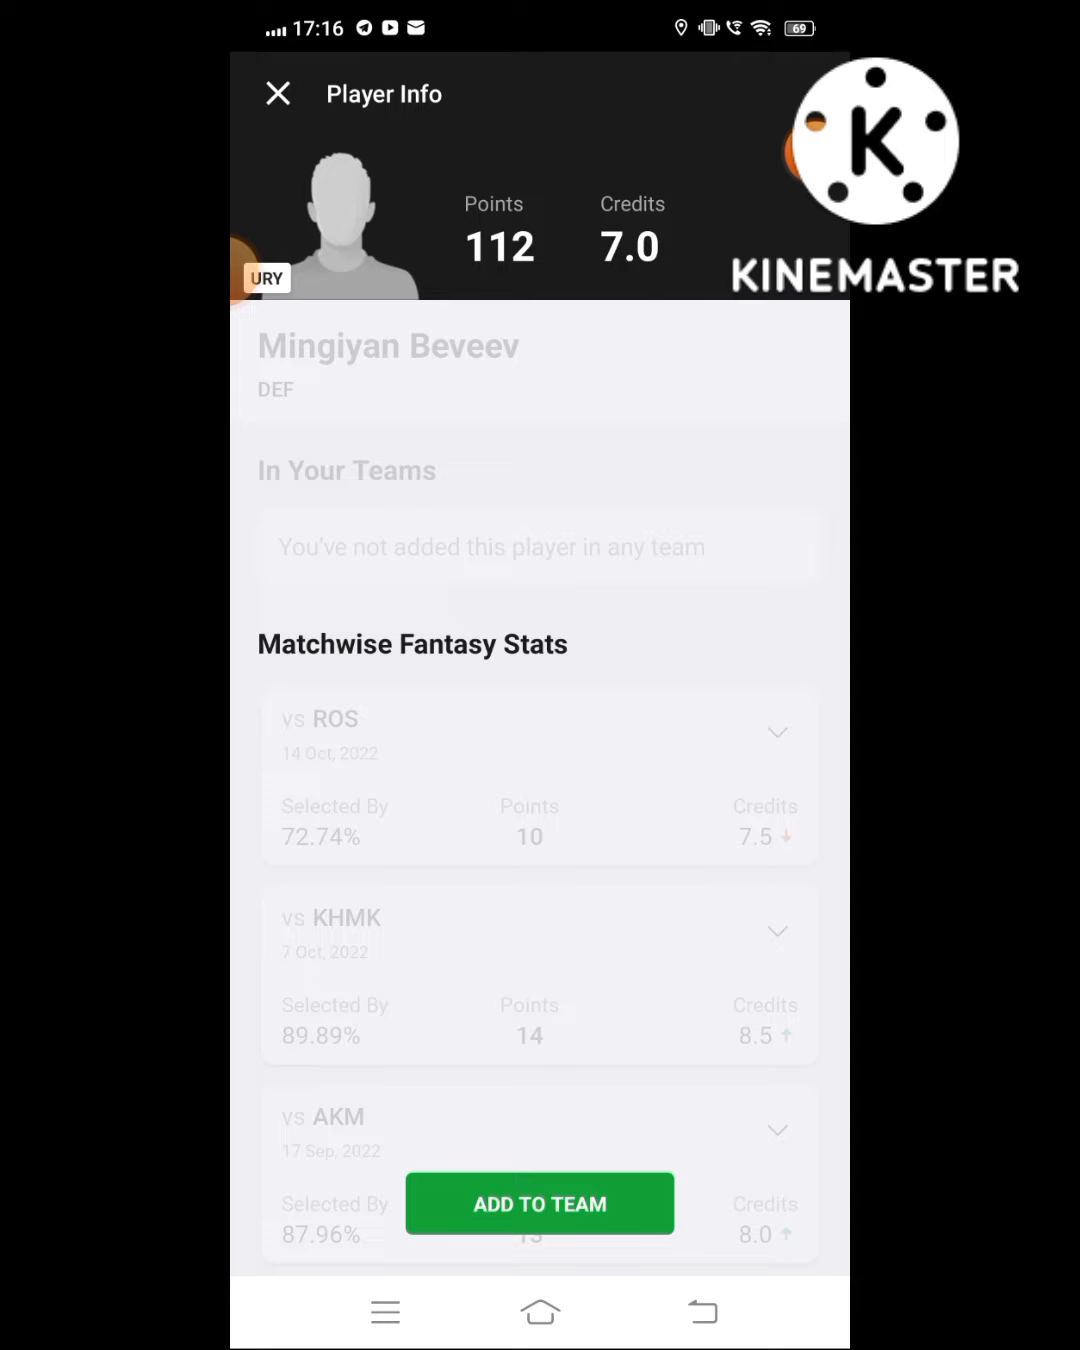 17:16
69
Player Info
K
KINEMASTER
Points
Credits
112
7.0
URY
Mingiyan Beveev
DEF
In Your Teams
You've not added this player in any team
Matchwise Fantasy Stats
vs ROS
14 Oct, 2022
Selected By
Points
Credits
72.74%
10
7.5
vs KHMK
7 Oct, 2022
Selected By
Points
Credits
89.89%
14
8.5
vs AKM
17 Sep, 2022
Selected By
Credits
ADD TO TEAM
87.96%
13
8.0